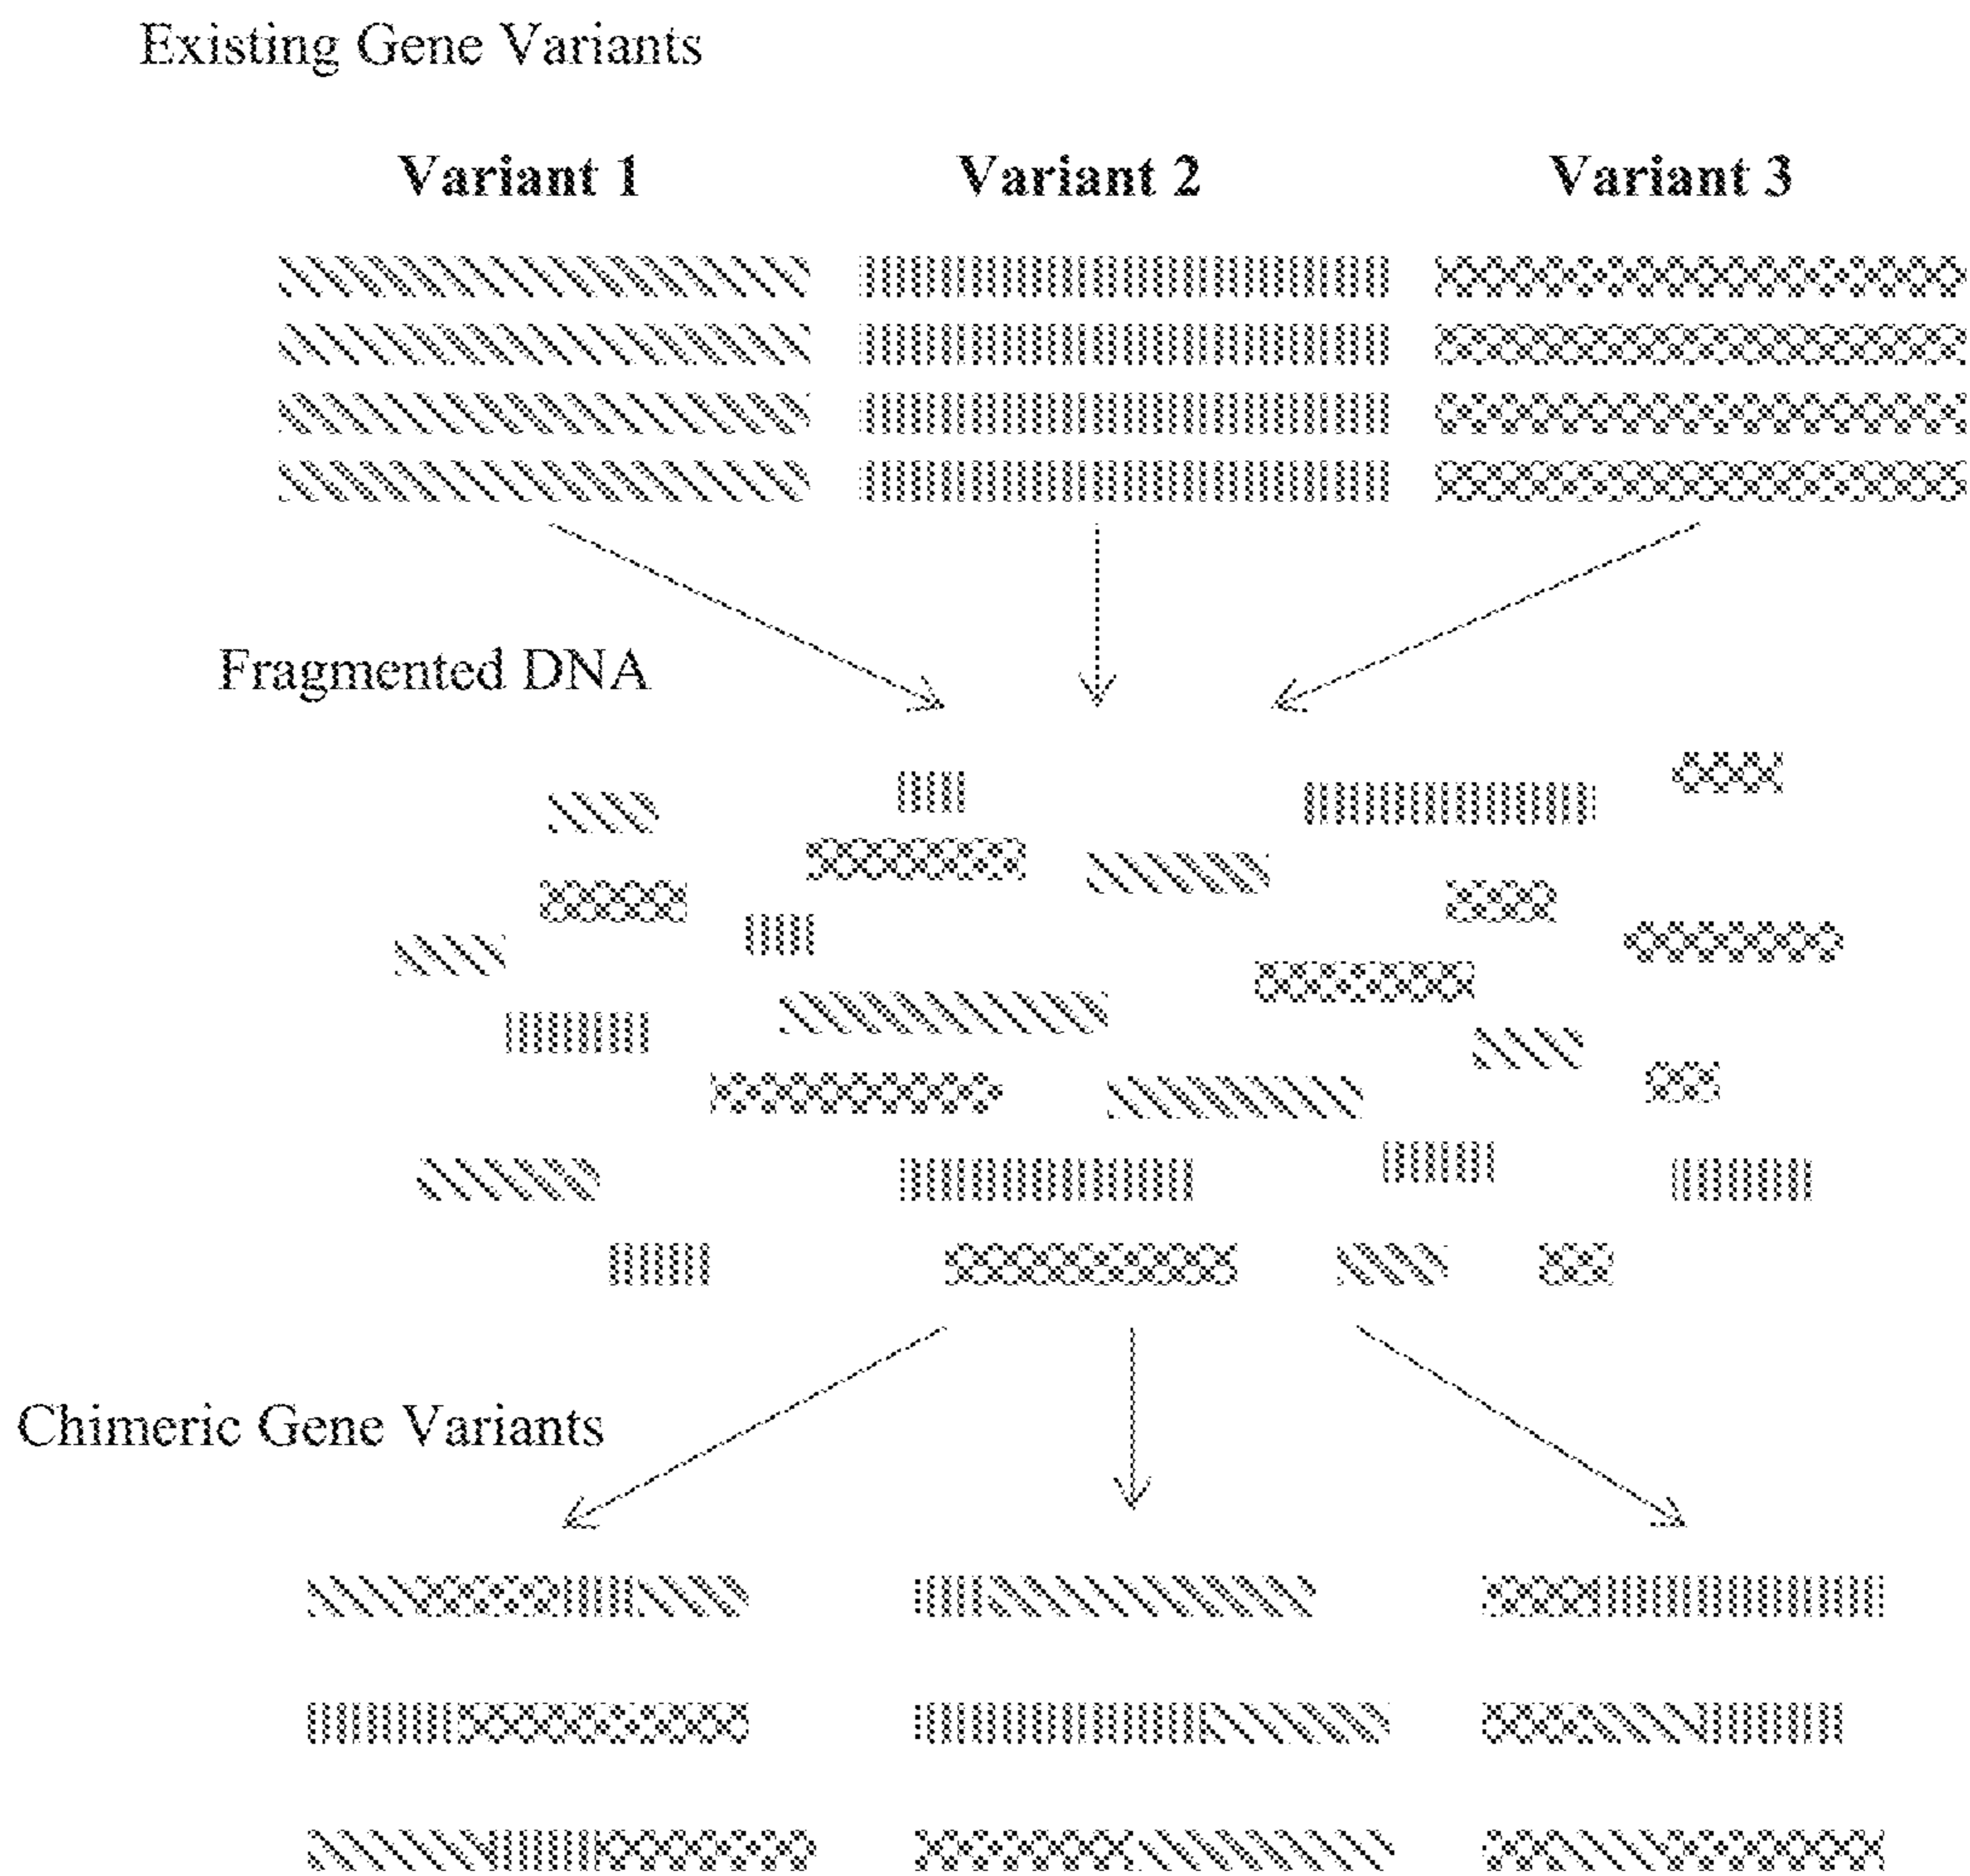 Existing Gene Variants
Variant 1 Variant 2 Variant 3
Fragmented DNA
Chimeric Gene Variants